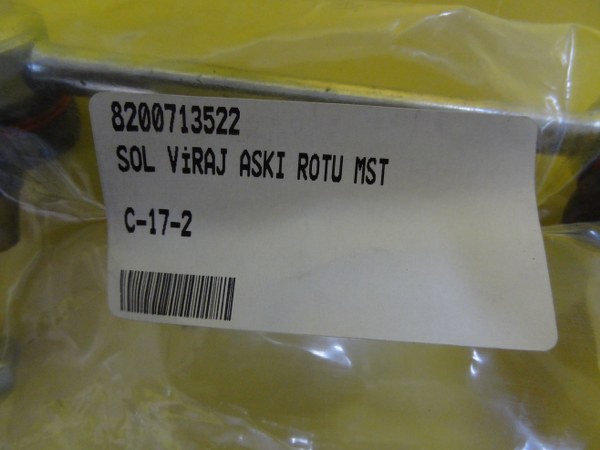 8200713522
SOL ViRAJ ASKI ROTU MST
C-17-2